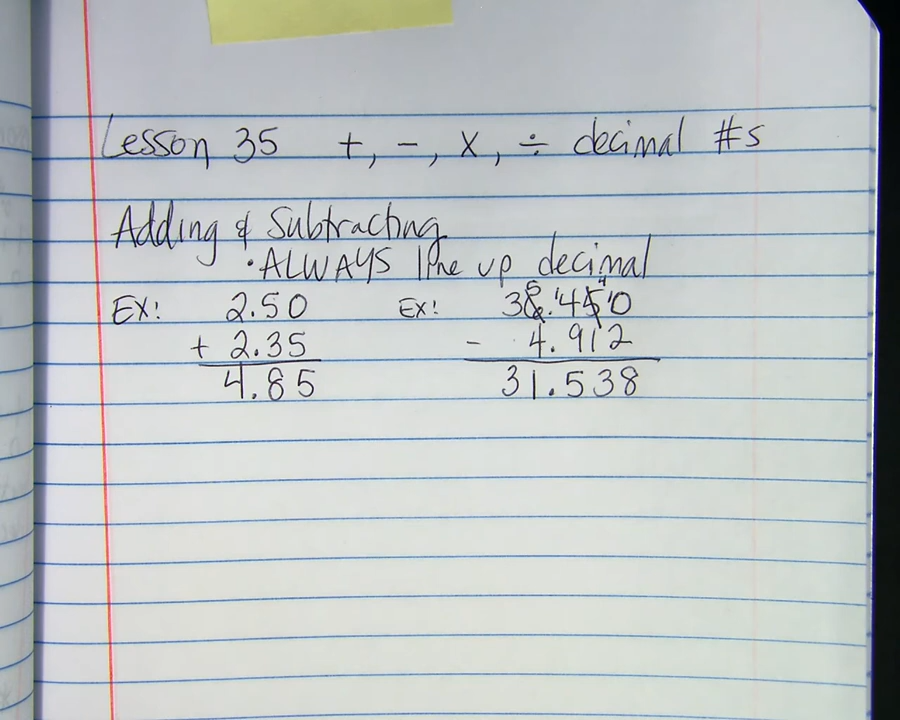 Lesson 35 +, -, x, ÷ decimal #s
Adding & Subtracting
• ALWAYS line up decimal
EX: 2.50 EX: 36.450
+ 2.35 - 4.912
4.85 31.538